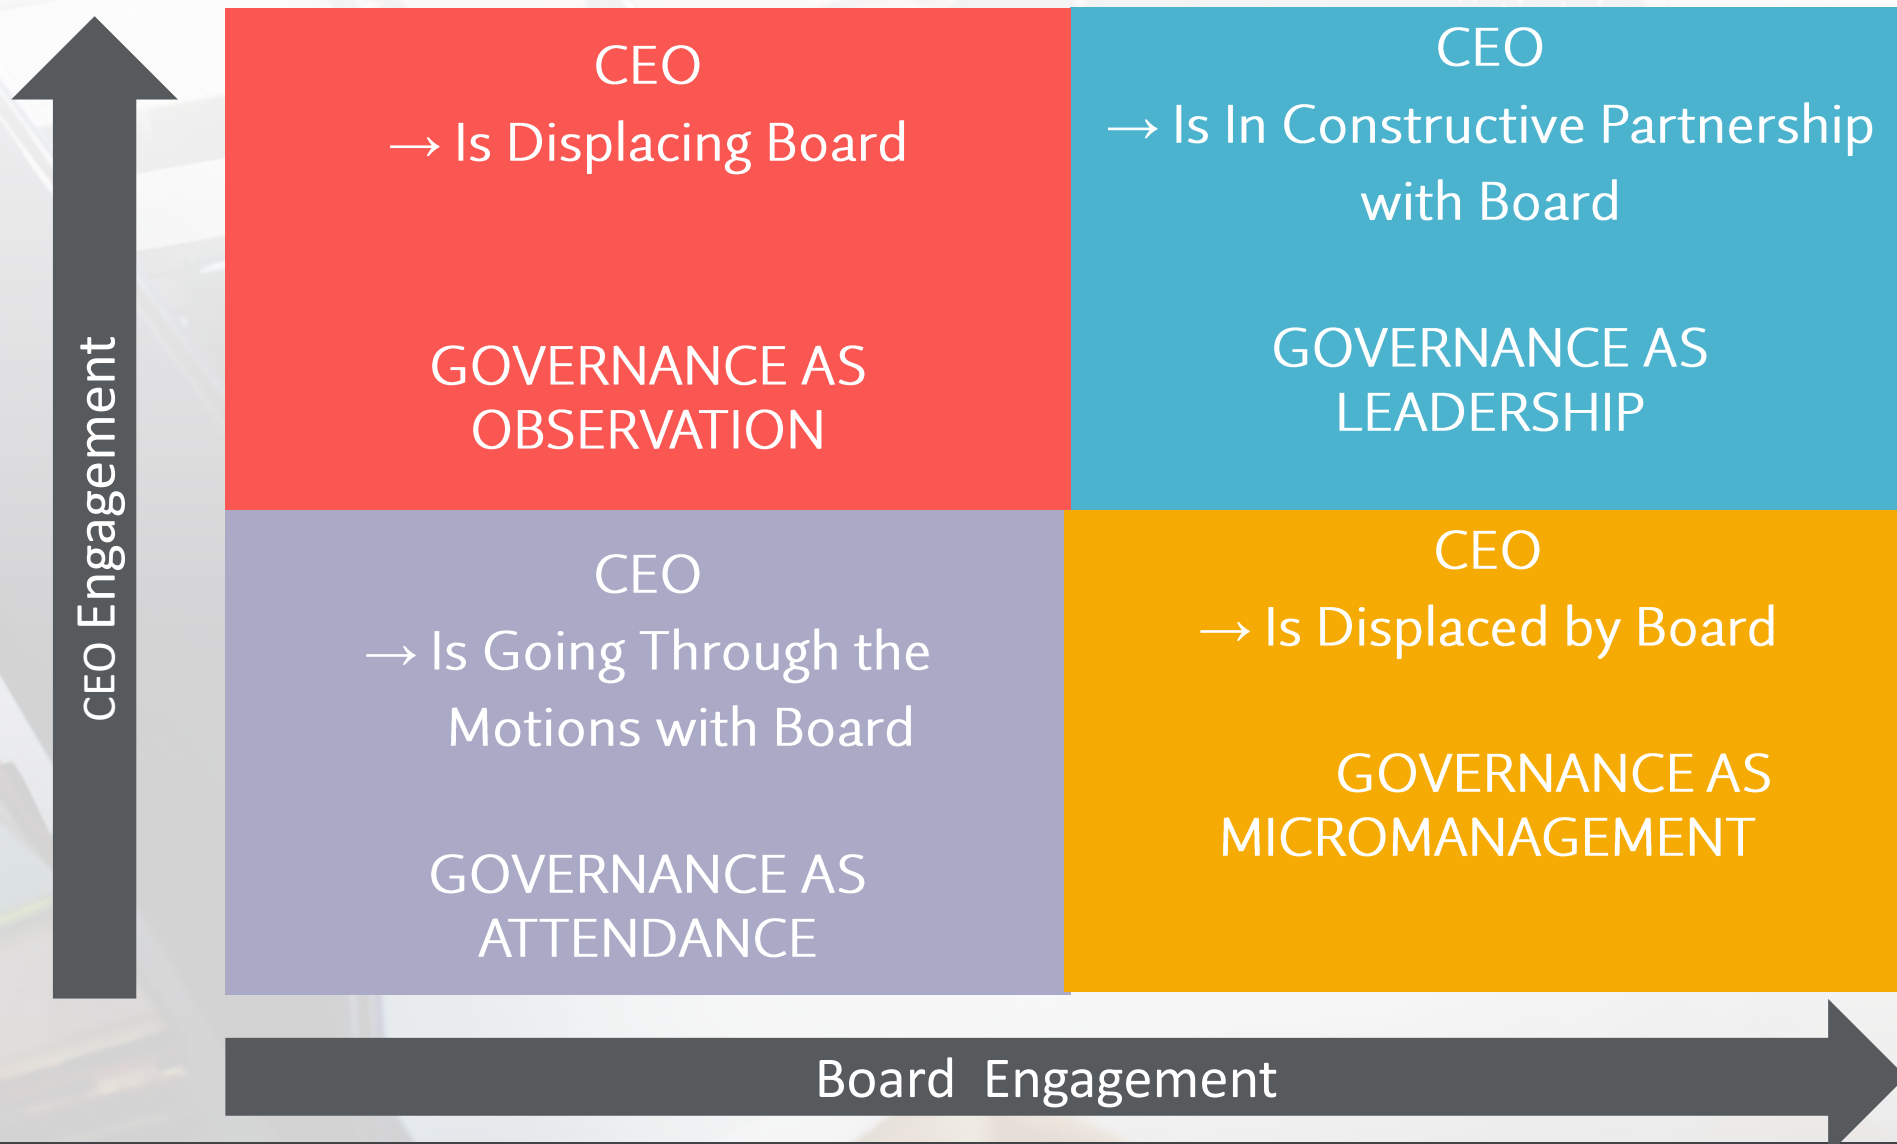 CEO
→ Is Displacing Board
GOVERNANCE AS
OBSERVATION
CEO
→ Is In Constructive Partnership
with Board
GOVERNANCE AS
LEADERSHIP
CEO Engagement
CEO
→ Is Going Through the
Motions with Board
GOVERNANCE AS
ATTENDANCE
CEO
→ Is Displaced by Board
GOVERNANCE AS
MICROMANAGEMENT
Board  Engagement